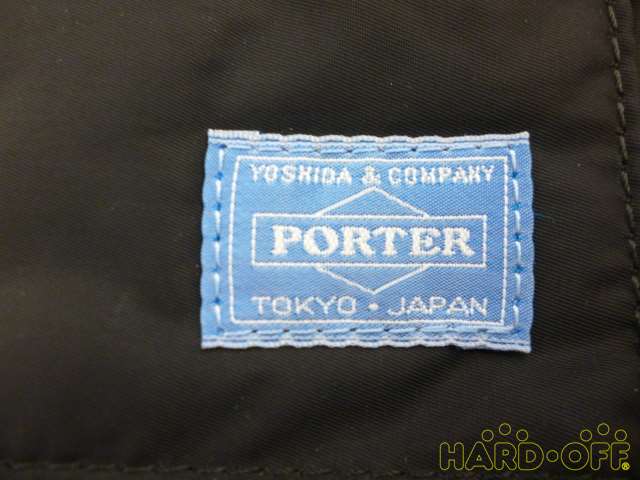 YOSHIDA & COMPANY
PORTER
TOKYO・JAPAN
HARD・OFF®